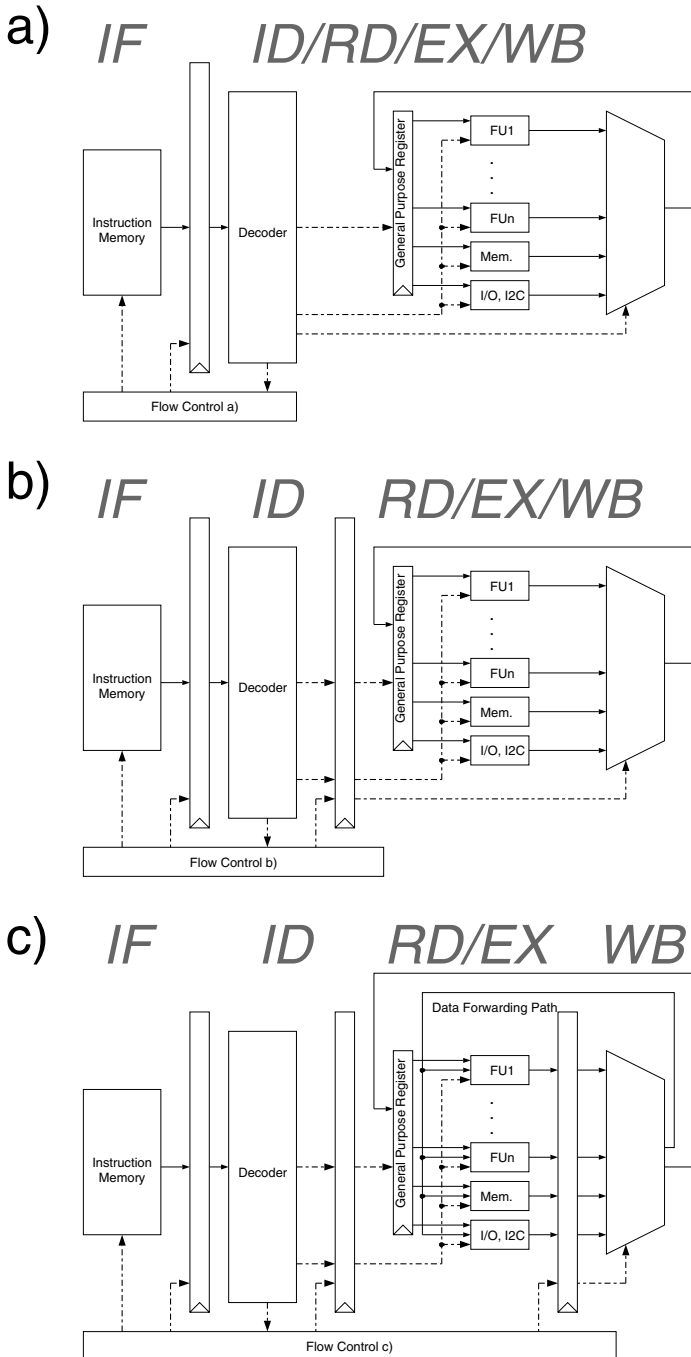 a)
IF
ID/RD/EX/WB
Instruction
Memory
Decoder
General Purpose Register
FU1
.
.
.
FUn
Mem.
I/O, I2C
Flow Control a)
b)
IF
ID
RD/EX/WB
Instruction
Memory
Decoder
General Purpose Register
FU1
.
.
.
FUn
Mem.
I/O, I2C
Flow Control b)
c)
IF
ID
RD/EX
WB
Data Forwarding Path
Instruction
Memory
Decoder
General Purpose Register
FU1
.
.
.
FUn
Mem.
I/O, I2C
Flow Control c)